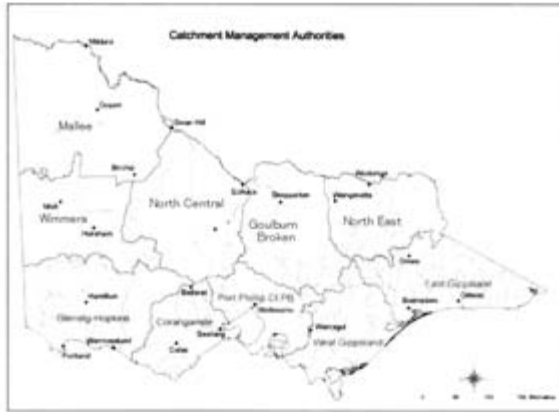 Catchment Management Authorities
Mildura
Ouyen
Mallee
Swan Hill
Birchip
Echuca
Shepparton
Wodonga
Wangaratta
Nhill
Wimmera
Horsham
North Central
Goulburn
Broken
North East
Omeo
East Gippsland
Ballarat
Port Phillip CLPB
Hamilton
Melbourne
Bairnsdale
Orbost
Glenelg-Hopkins
Corangamite
Geelong
Warragul
West Gippsland
Warrnambool
Portland
Colac